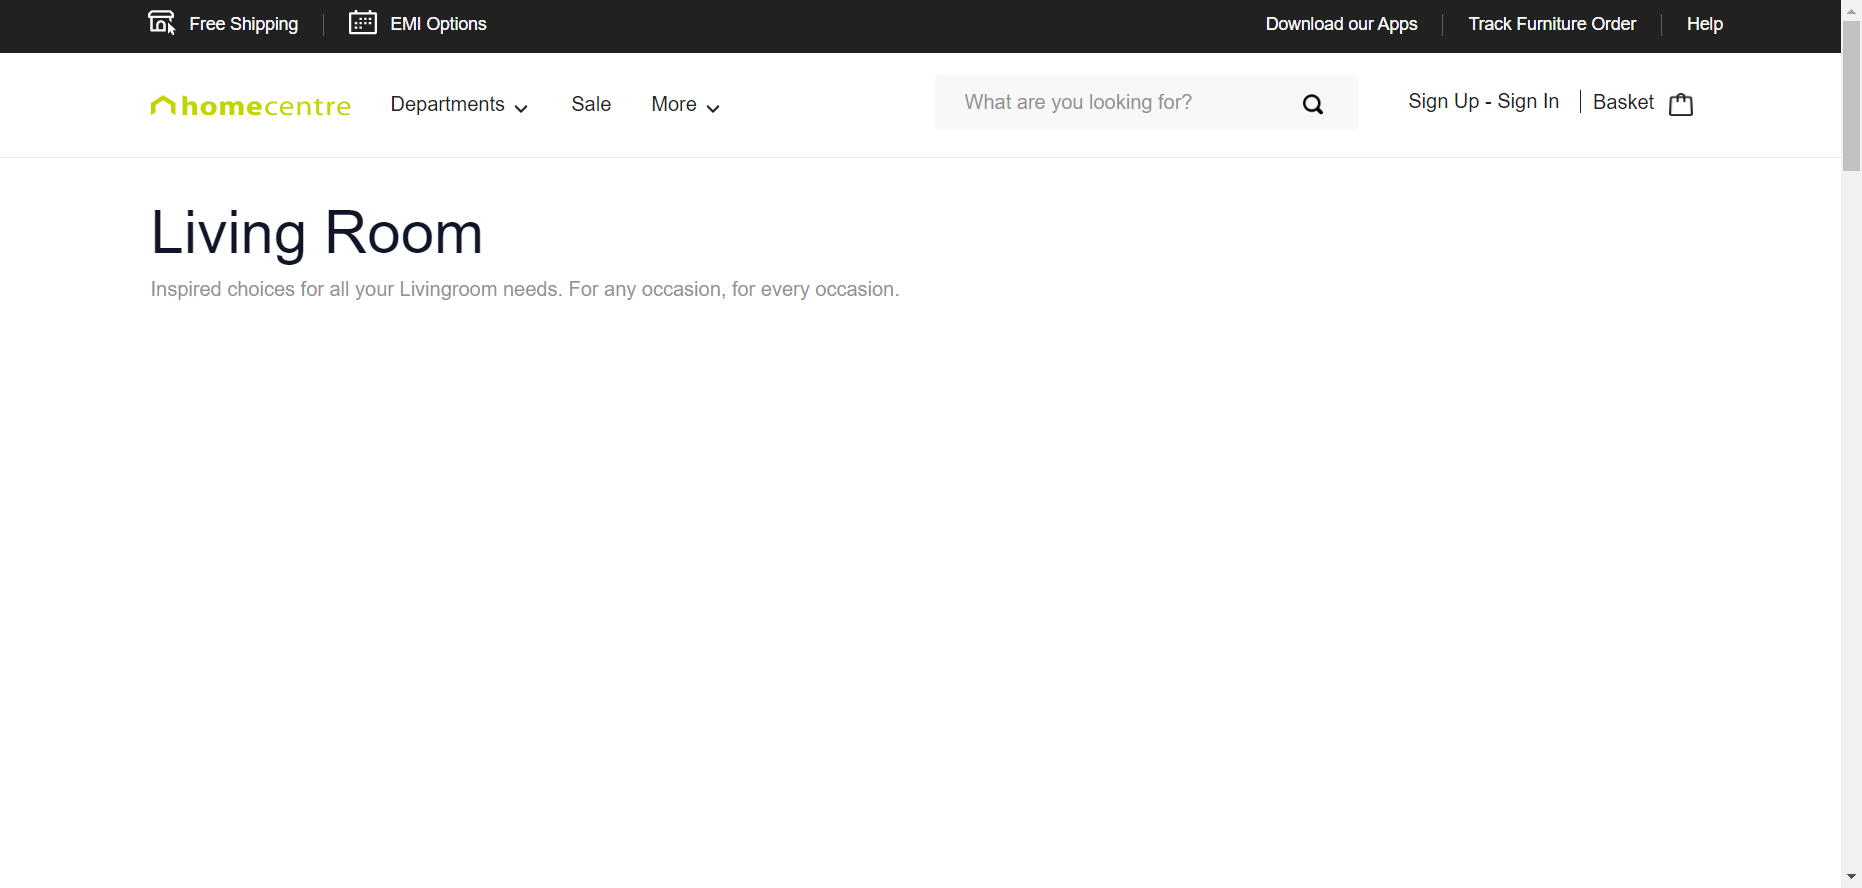 Free Shipping
EMI Options
Download our Apps
Track Furniture Order
Help
homecentre
Departments
Sale
More
What are you looking for?
Sign Up - Sign In
Basket
Living Room
Inspired choices for all your Livingroom needs. For any occasion, for every occasion.